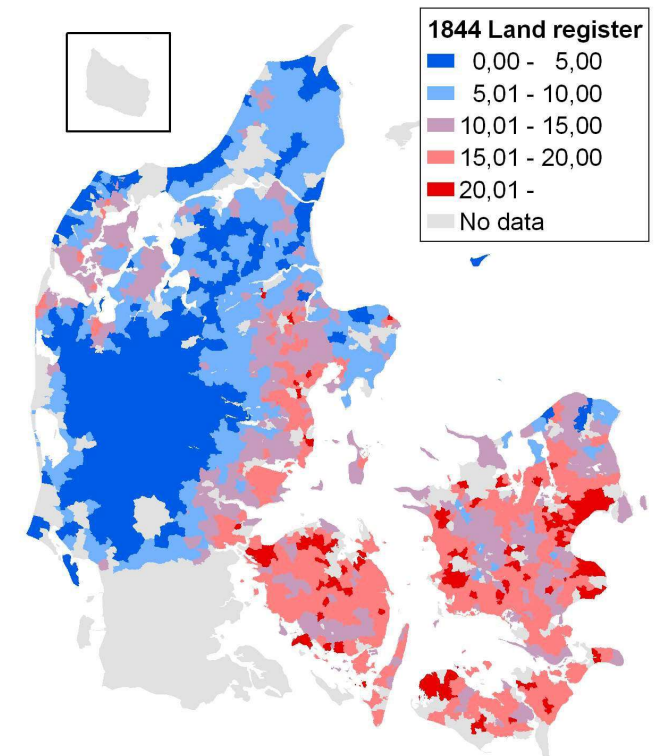 1844 Land register
0,00 - 5,00
5,01 - 10,00
10,01 - 15,00
15,01 - 20,00
20,01 -
No data